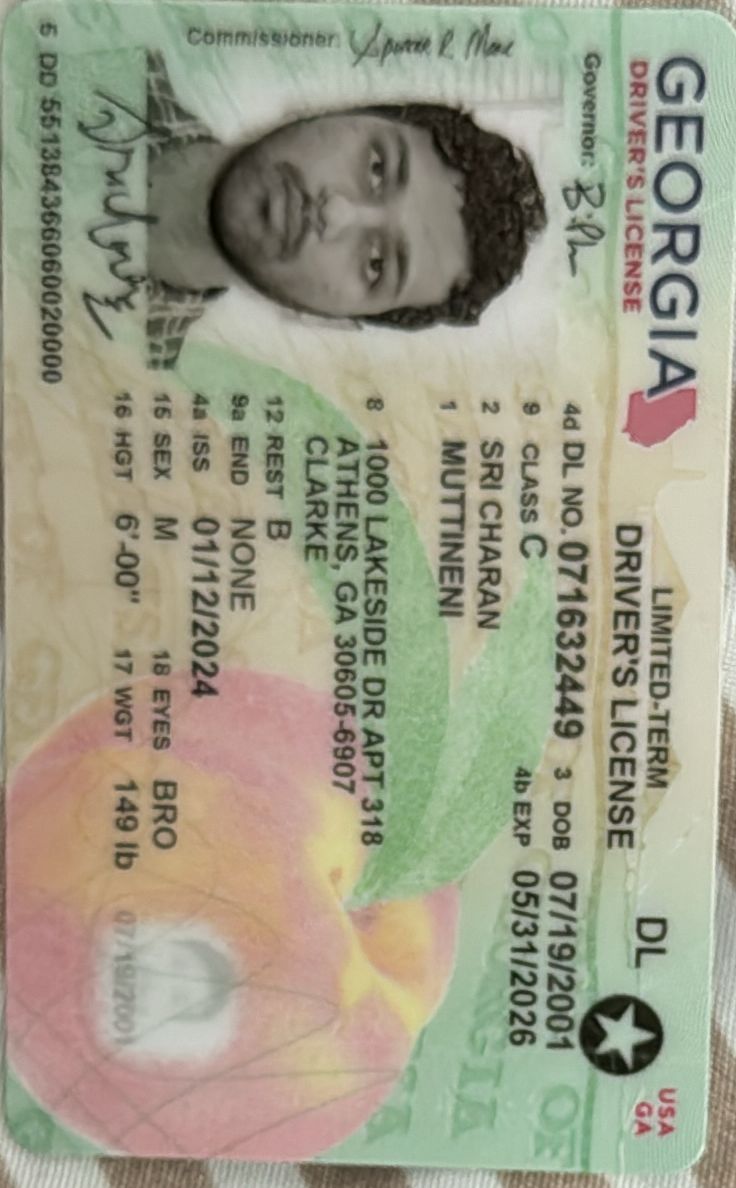 GEORGIA
DRIVER'S LICENSE
LIMITED-TERM
DRIVER'S LICENSE
DL
USA
GA
Governor:
4d DL NO. 071632449 3 DOB 07/19/2001
9 CLASS C 4b EXP 05/31/2026
2 SRI CHARAN
1 MUTTINENI
8 1000 LAKESIDE DR APT 318
ATHENS, GA 30605-6907
CLARKE
12 REST B
9a END NONE
4a ISS 01/12/2024
15 SEX M 18 EYES BRO
16 HGT 6'-00" 17 WGT 149 lb
07/19/2001
Commissioner:
5 DD 551384366060020000